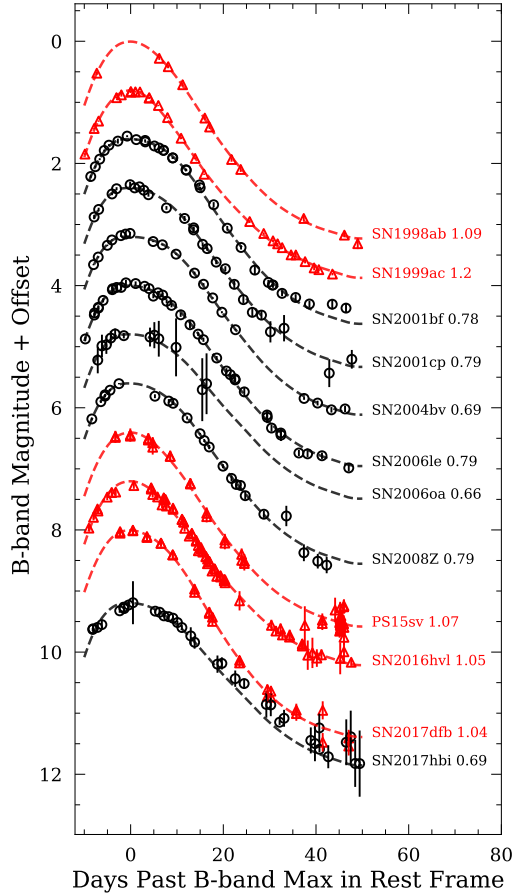 0
2
4
6
8
10
12
B-band Magnitude + Offset
SN1998ab 1.09
SN1999ac 1.2
SN2001bf 0.78
SN2001cp 0.79
SN2004bv 0.69
SN2006le 0.79
SN2006oa 0.66
SN2008Z 0.79
PS15sv 1.07
SN2016hvl 1.05
SN2017dfb 1.04
SN2017hbi 0.69
0 20 40 60 80
Days Past B-band Max in Rest Frame